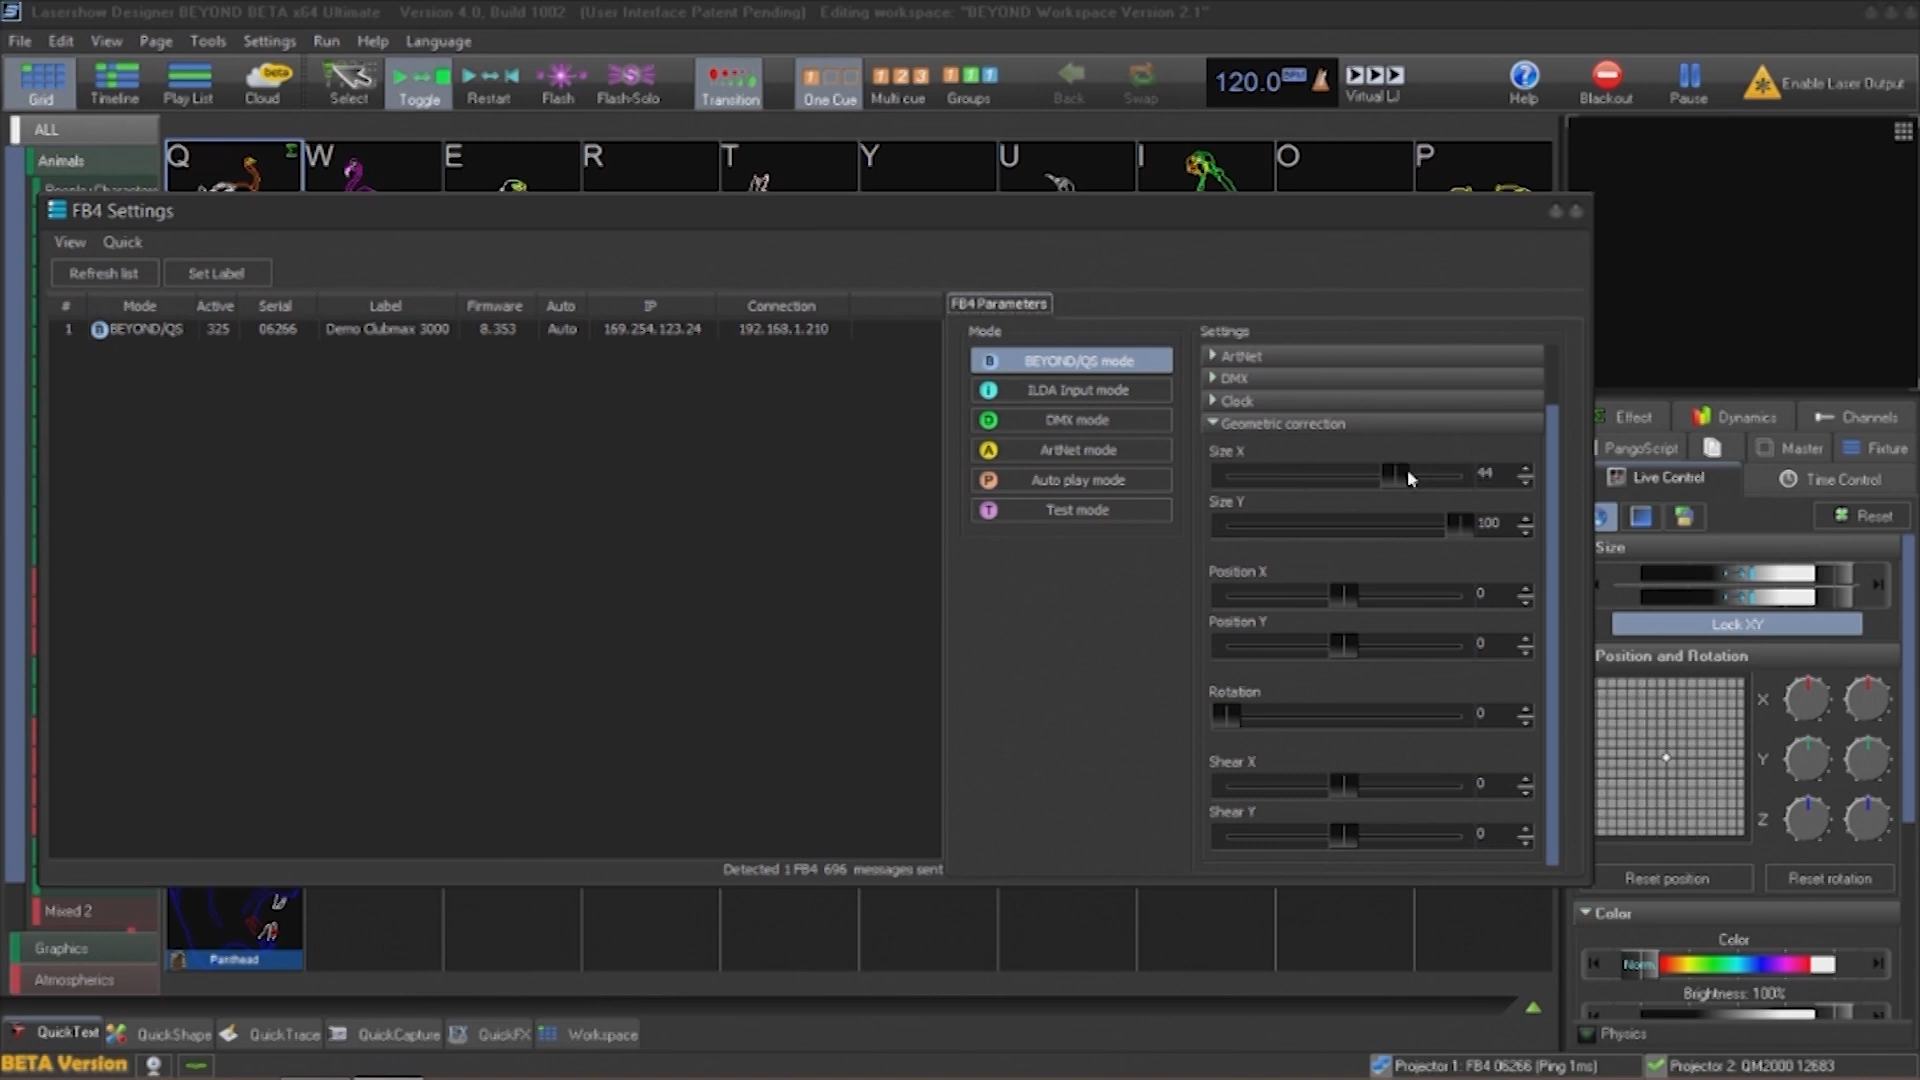 Lasershow Designer BEYOND BETA x64 Ultimate Version 4.0, Build 1002 (User Interface Patent Pending) Editing workspace: "BEYOND Workspace Version 2.1"
File Edit View Page Tools Settings Run Help Language
Grid Timeline Play List Cloud beta Select Toggle Restart Flash Flash-Solo Transition One Cue Multi cue Groups Back Swap 120.0 BPM Virtual LJ Help Blackout Pause Enable Laser Output
ALL
Animals
Q W E R T Y U I O P
FB4 Settings
View Quick
Refresh list Set Label
# Mode Active Serial Label Firmware Auto IP Connection
1 BEYOND/QS 325 06266 Demo Clubmax 3000 8.353 Auto 169.254.123.24 192.168.1.210
FB4 Parameters
Mode
B BEYOND/QS mode
i ILDA Input mode
D DMX mode
A ArtNet mode
P Auto play mode
T Test mode
Settings
ArtNet
DMX
Clock
Geometric correction
Size X
44
Size Y
100
Position X
0
Position Y
0
Rotation
0
Shear X
0
Shear Y
0
Detected 1 FB4 696 messages sent
Effect Dynamics Channels
PangoScript Master Fixture
Live Control Time Control
Reset
Size
Lock XY
Position and Rotation
X
Y
Z
Reset position Reset rotation
Color
Color
Norm.
Brightness: 100%
Physics
Mixed 2
Graphics
Atmospherics
Panthead
QuickText QuickShape QuickTrace QuickCapture QuickFX Workspace
BETA Version
Projector 1: FB4 06266 (Ping 1ms) Projector 2: QM2000 12683